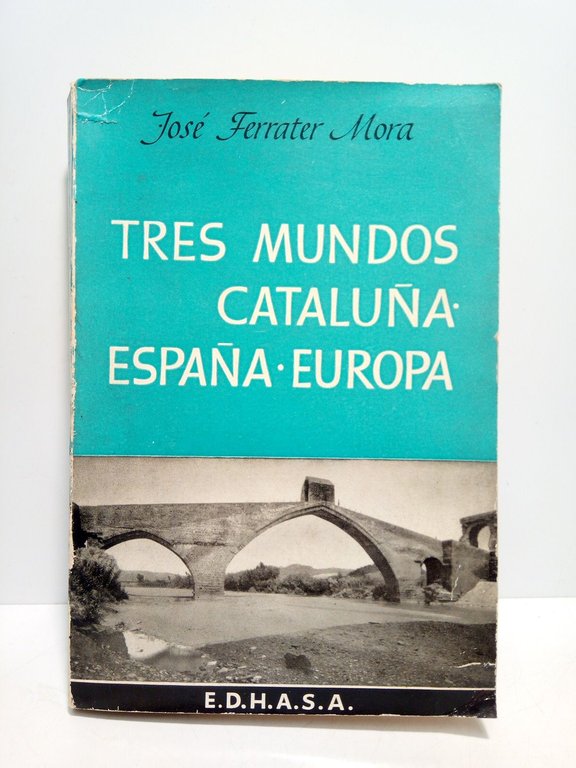 José Ferrater Mora
TRES MUNDOS
CATALUÑA·
ESPAÑA·EUROPA
E.D.H.A.S.A.